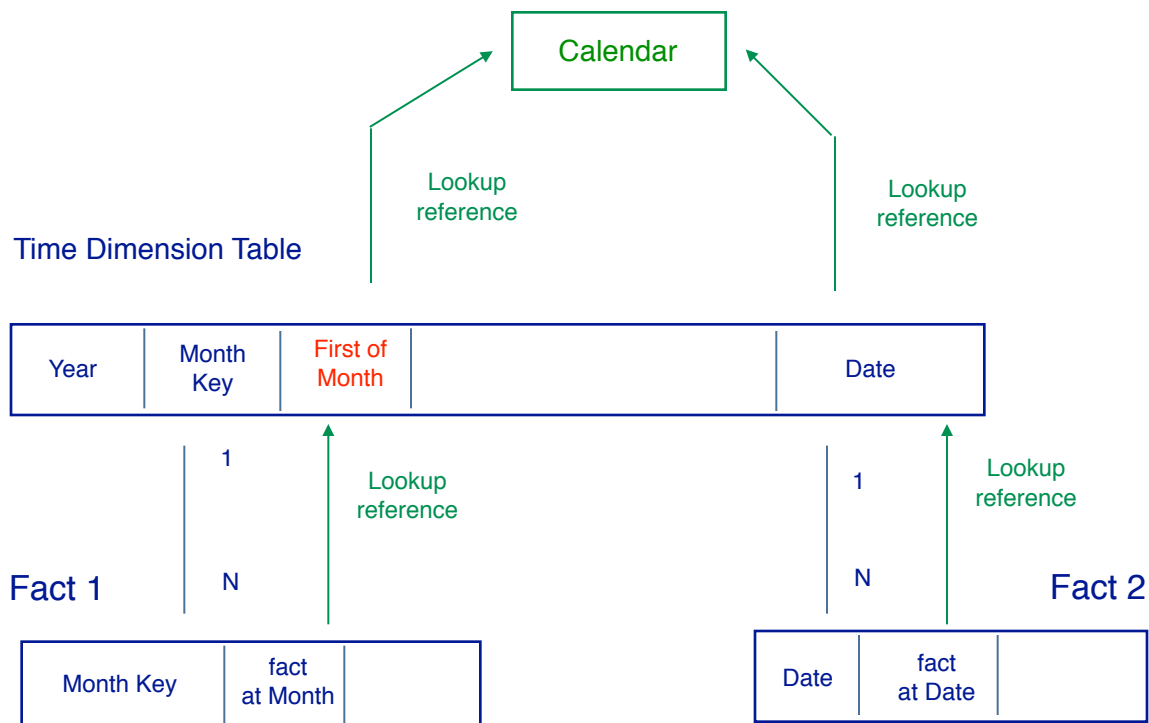 Calendar
Lookup
reference
Lookup
reference
Time Dimension Table
Year
Month
Key
First of
Month
Date
1
Lookup
reference
1
Lookup
reference
N
N
Fact 1
Fact 2
Month Key
fact
at Month
Date
fact
at Date